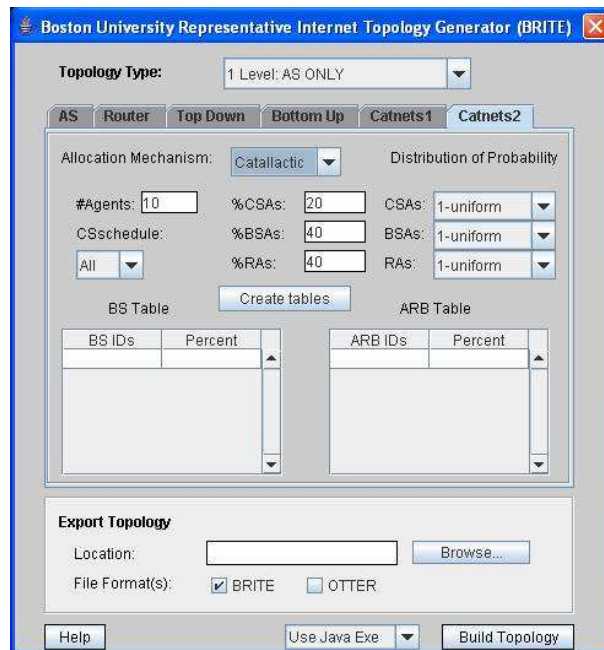 Boston University Representative Internet Topology Generator (BRITE)
Topology Type: 1 Level: AS ONLY
AS Router Top Down Bottom Up Catnets1 Catnets2
Allocation Mechanism: Catallactic Distribution of Probability
#Agents: 10 %CSAs: 20 CSAs: 1-uniform
CSschedule: %BSAs: 40 BSAs: 1-uniform
All %RAs: 40 RAs: 1-uniform
Create tables
BS Table ARB Table
BS IDs Percent ARB IDs Percent
Export Topology
Location: Browse...
File Format(s): BRITE OTTER
Help Use Java Exe Build Topology